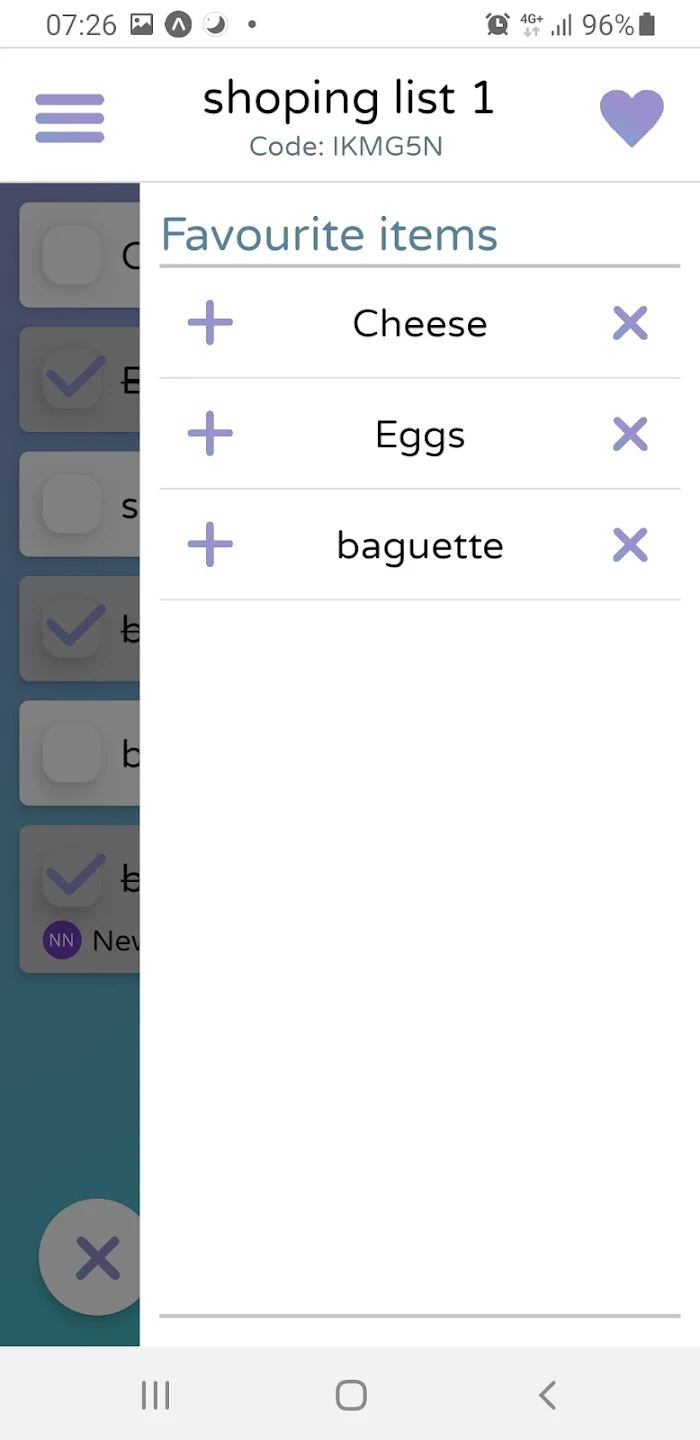 07:26
4G+ 96%
shoping list 1
Code: IKMG5N
Favourite items
Cheese
Eggs
baguette
C
E
s
b
b
b
NN New